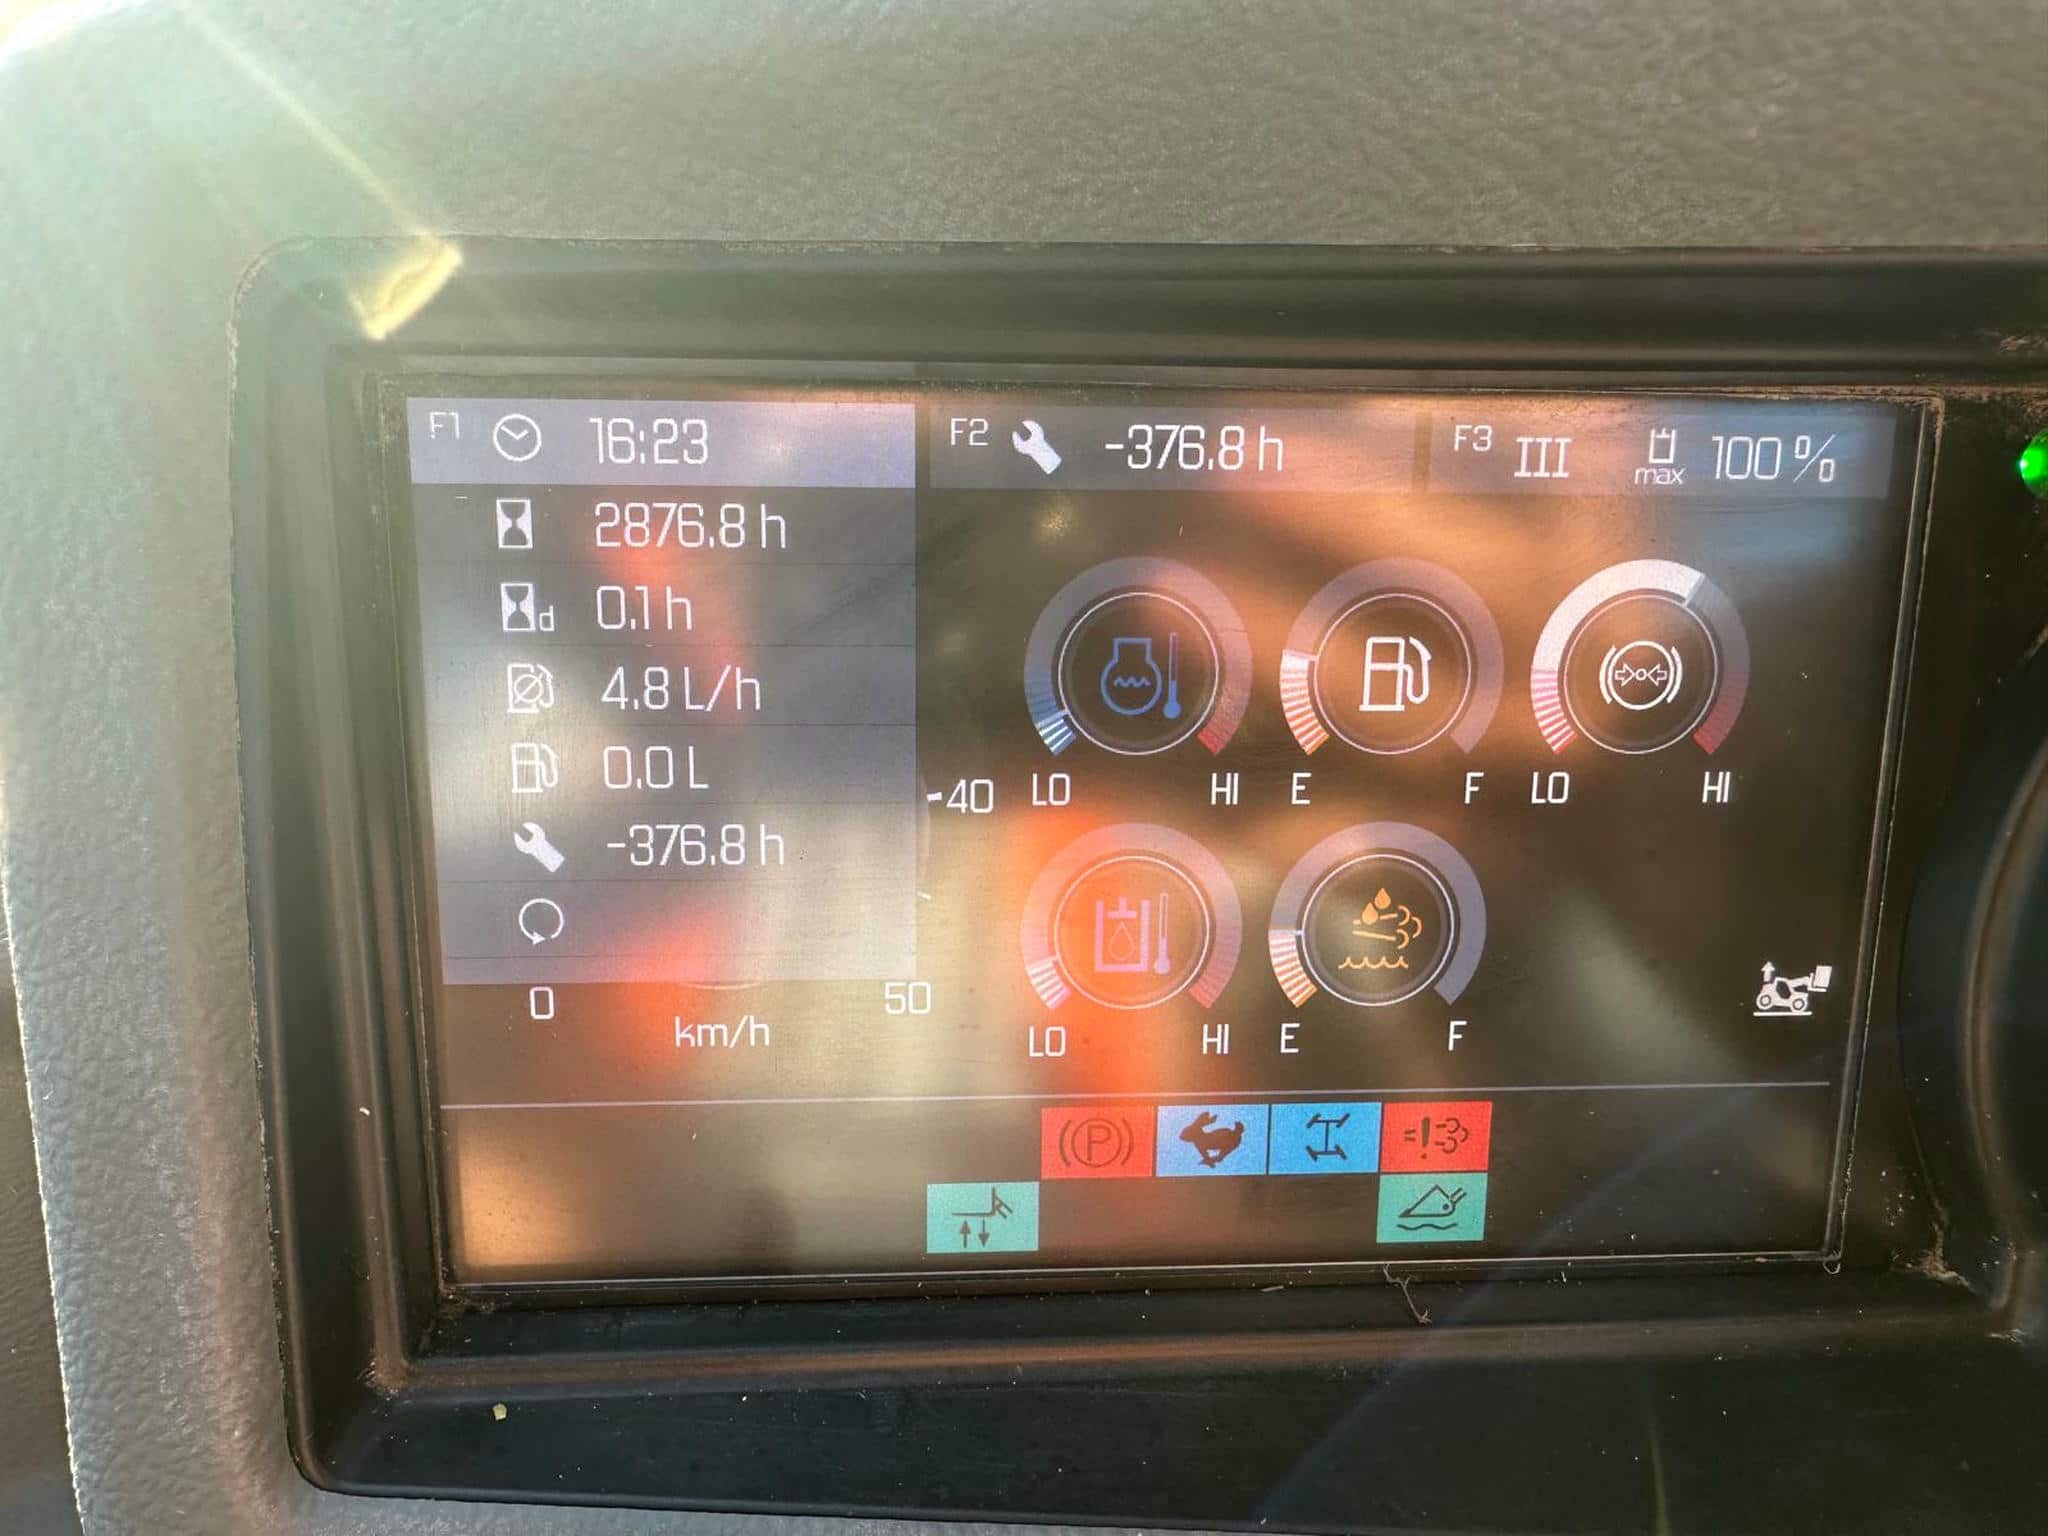 F1 16:23
F2 -376.8 h
F3 III max 100 %
2876.8 h
d 0.1 h
4.8 L/h
0.0 L
-376.8 h
40
LO HI E F LO HI
0 50
km/h
LO HI E F
P